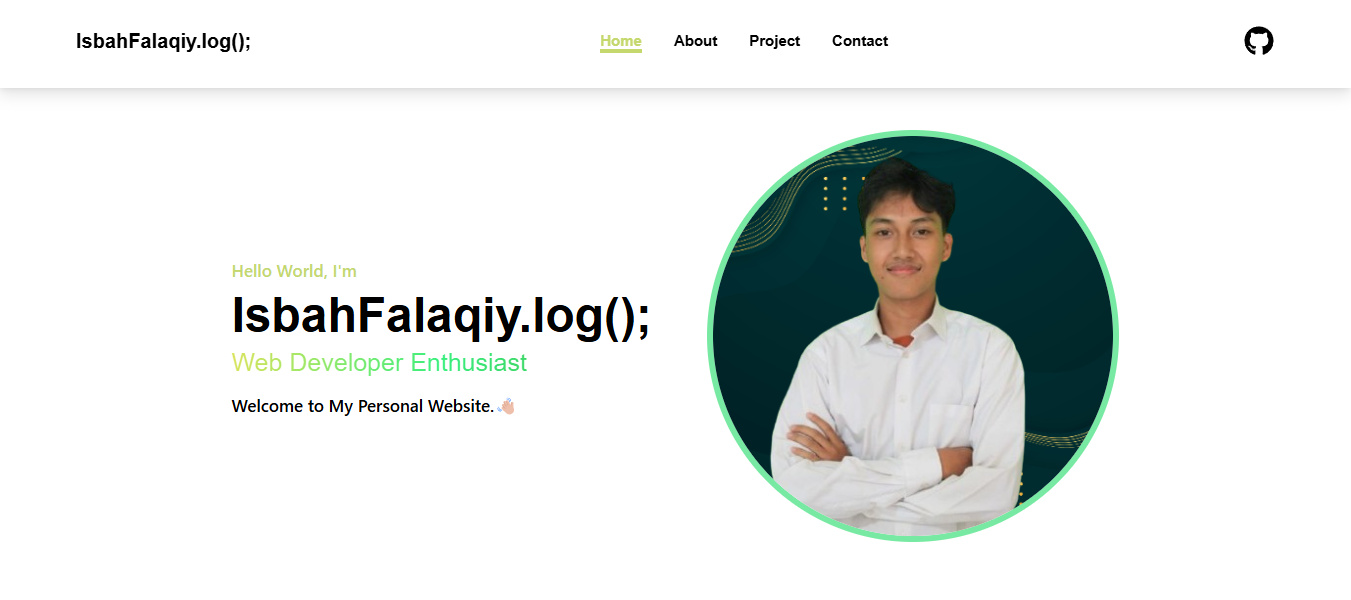 IsbahFalaqiy.log();
Home About Project Contact
Hello World, I'm
IsbahFalaqiy.log();
Web Developer Enthusiast
Welcome to My Personal Website.👋🏼